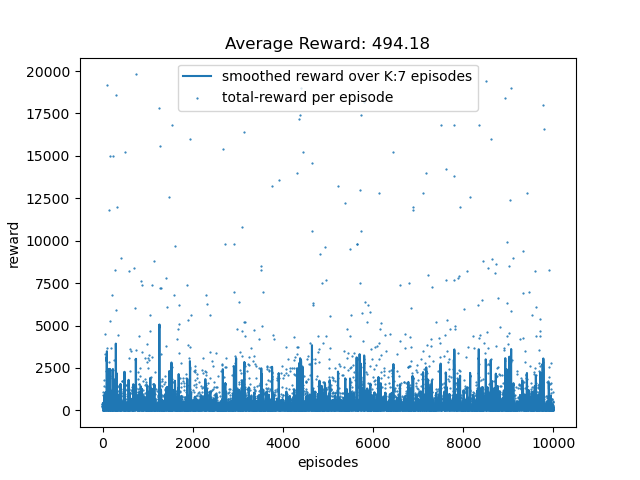 Average Reward: 494.18
smoothed reward over K:7 episodes
total-reward per episode
20000
17500
15000
12500
10000
7500
5000
2500
0
reward
0 2000 4000 6000 8000 10000
episodes